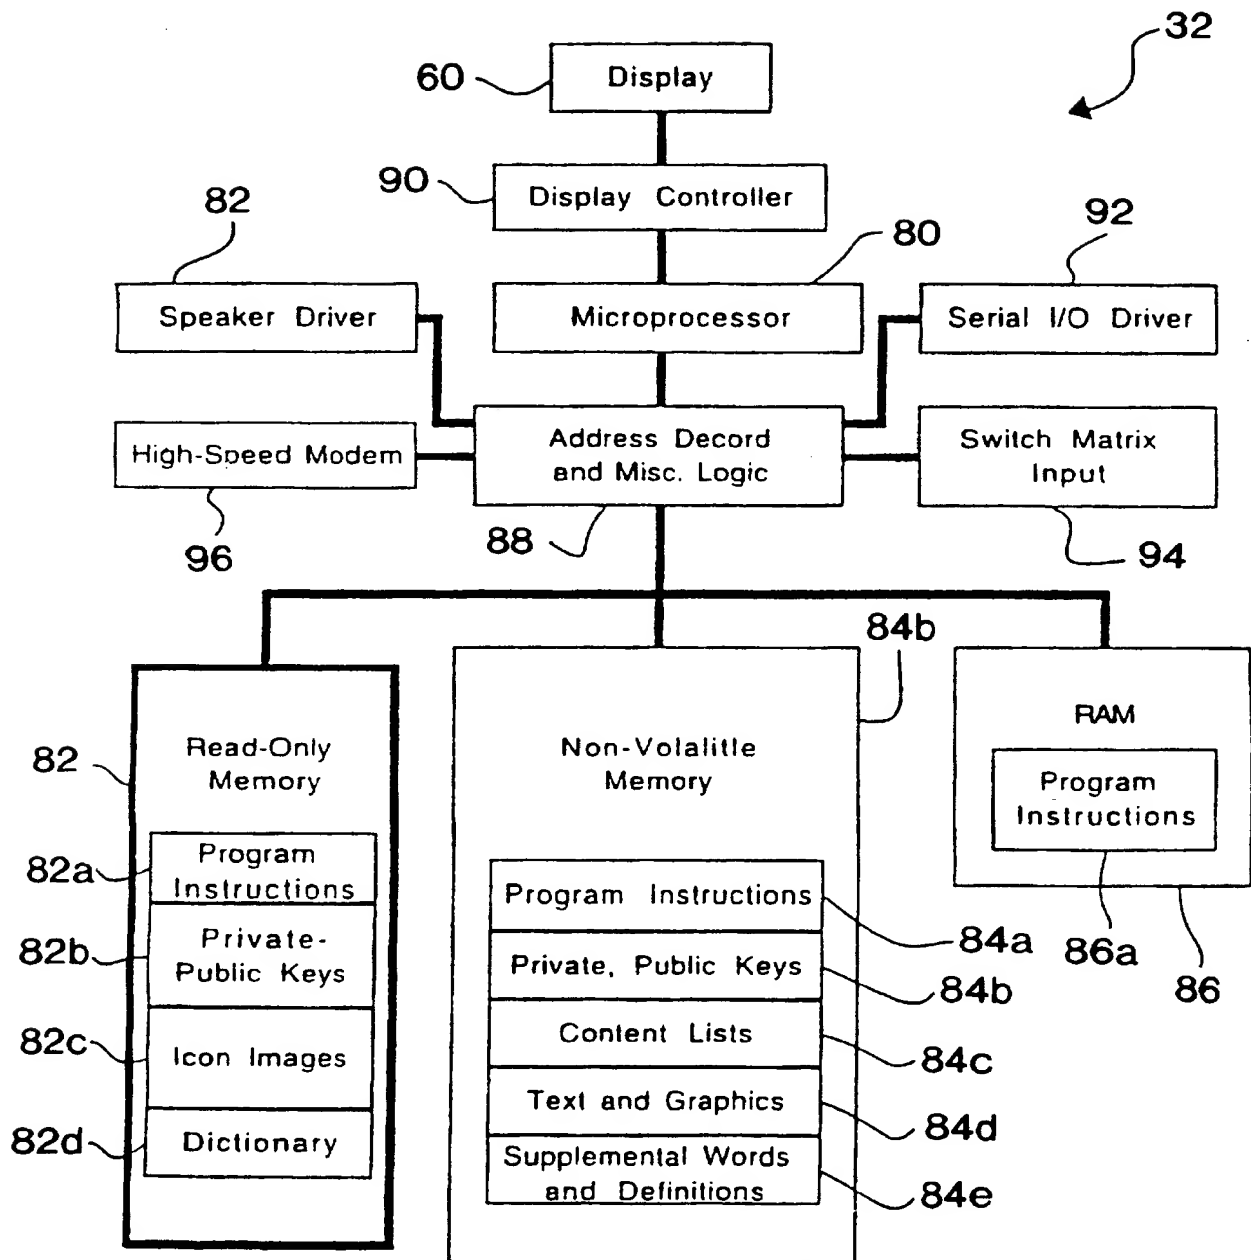 32
60
Display
90
Display Controller
82
80
92
Speaker Driver
Microprocessor
Serial I/O Driver
High-Speed Modem
Address Decord
and Misc. Logic
Switch Matrix
Input
96
88
94
84b
82
Read-Only
Memory
Non-Volalitle
Memory
RAM
Program
Instructions
82a
Program
Instructions
82b
Private-
Public Keys
82c
Icon Images
82d
Dictionary
Program Instructions
84a
Private, Public Keys
84b
Content Lists
84c
Text and Graphics
84d
Supplemental Words
and Definitions
84e
86a
86